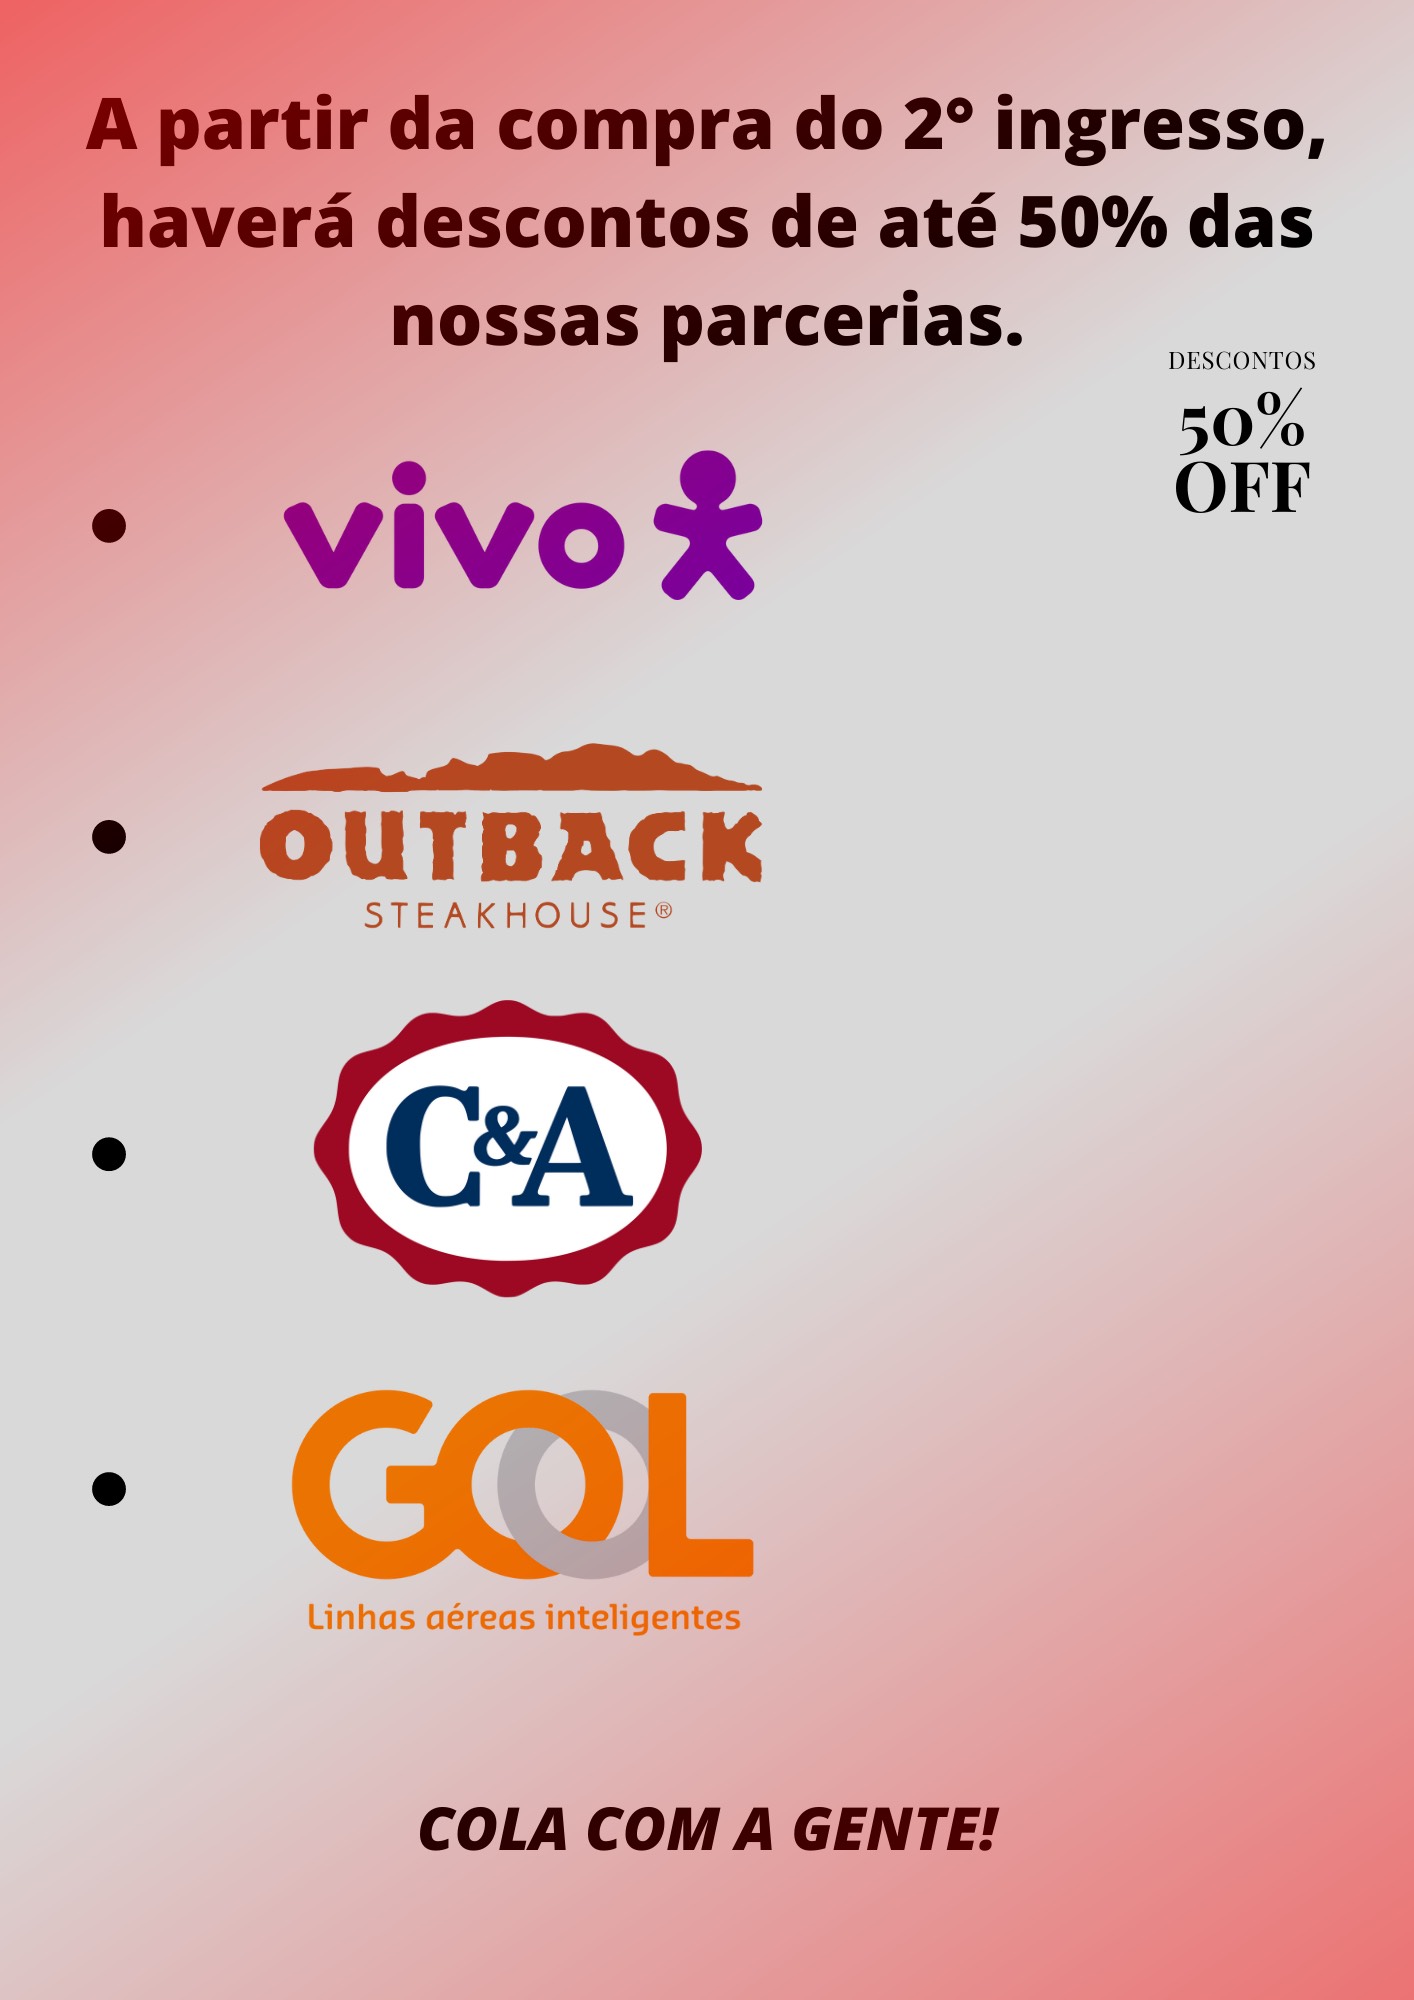 A partir da compra do 2° ingresso,
haverá descontos de até 50% das
nossas parcerias.
DESCONTOS
50%
OFF
vivo
OUTBACK
STEAKHOUSE®
C&A
GOL
Linhas aéreas inteligentes
COLA COM A GENTE!